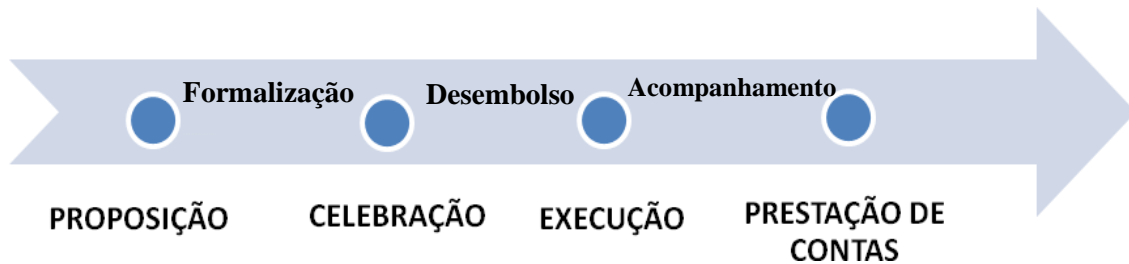 Formalização
Desembolso
Acompanhamento
PROPOSIÇÃO
CELEBRAÇÃO
EXECUÇÃO
PRESTAÇÃO DE
CONTAS